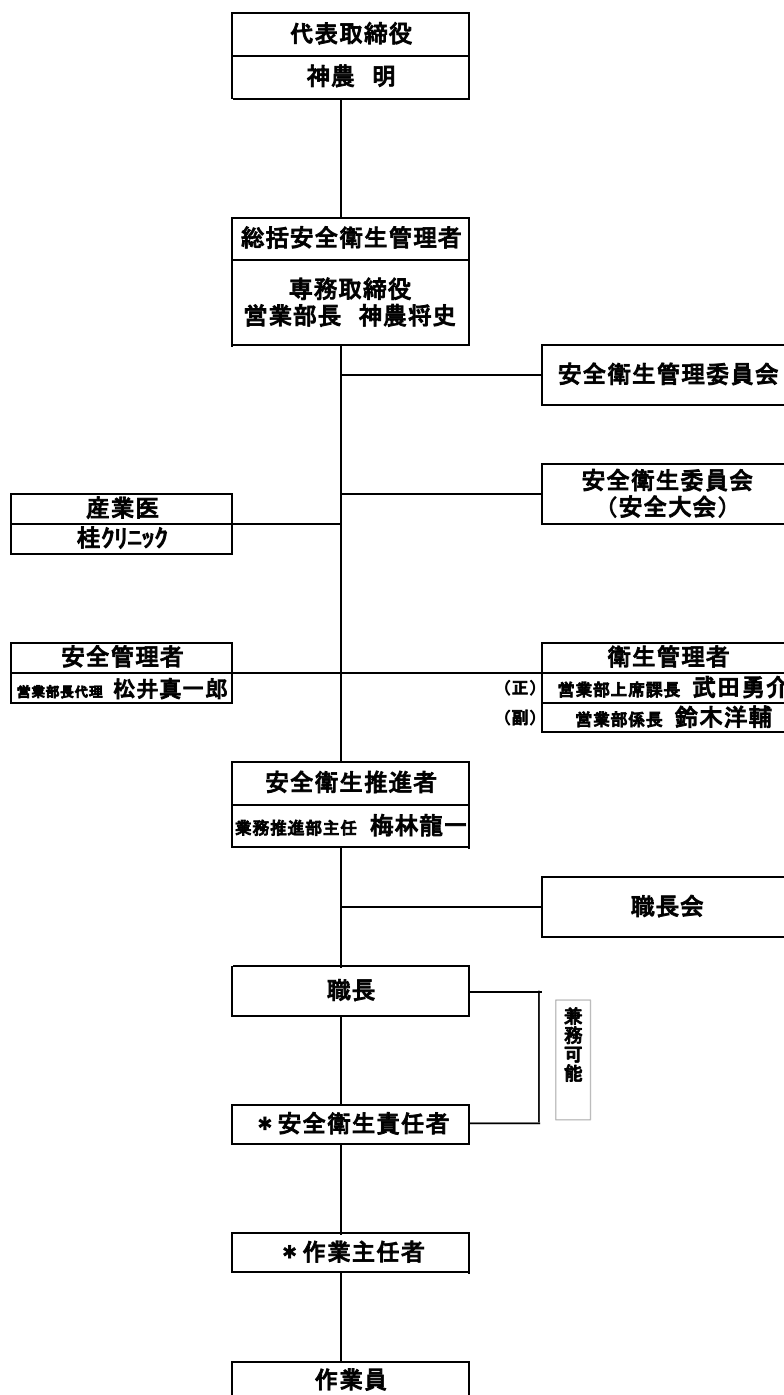 代表取締役
神農 明
総括安全衛生管理者
専務取締役
営業部長 神農将史
安全衛生管理委員会
安全衛生委員会
(安全大会)
産業医
桂クリニック
安全管理者
営業部長代理 松井真一郎
衛生管理者
(正) 営業部上席課長 武田勇介
(副) 営業部係長 鈴木洋輔
安全衛生推進者
業務推進部主任 梅林龍一
職長会
職長
兼務可能
*安全衛生責任者
*作業主任者
作業員